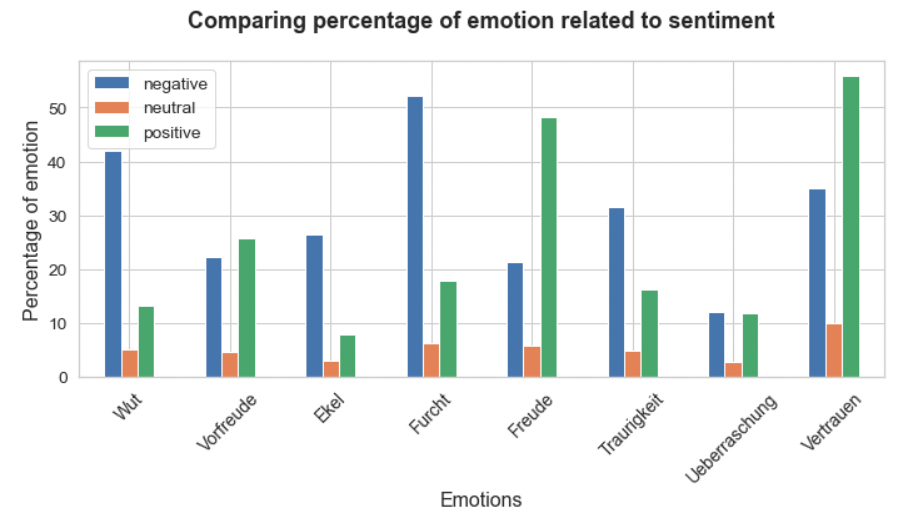 Comparing percentage of emotion related to sentiment
negative
neutral
positive
Percentage of emotion
50
40
30
20
10
0
Wut
Vorfreude
Ekel
Furcht
Freude
Traurigkeit
Ueberraschung
Vertrauen
Emotions